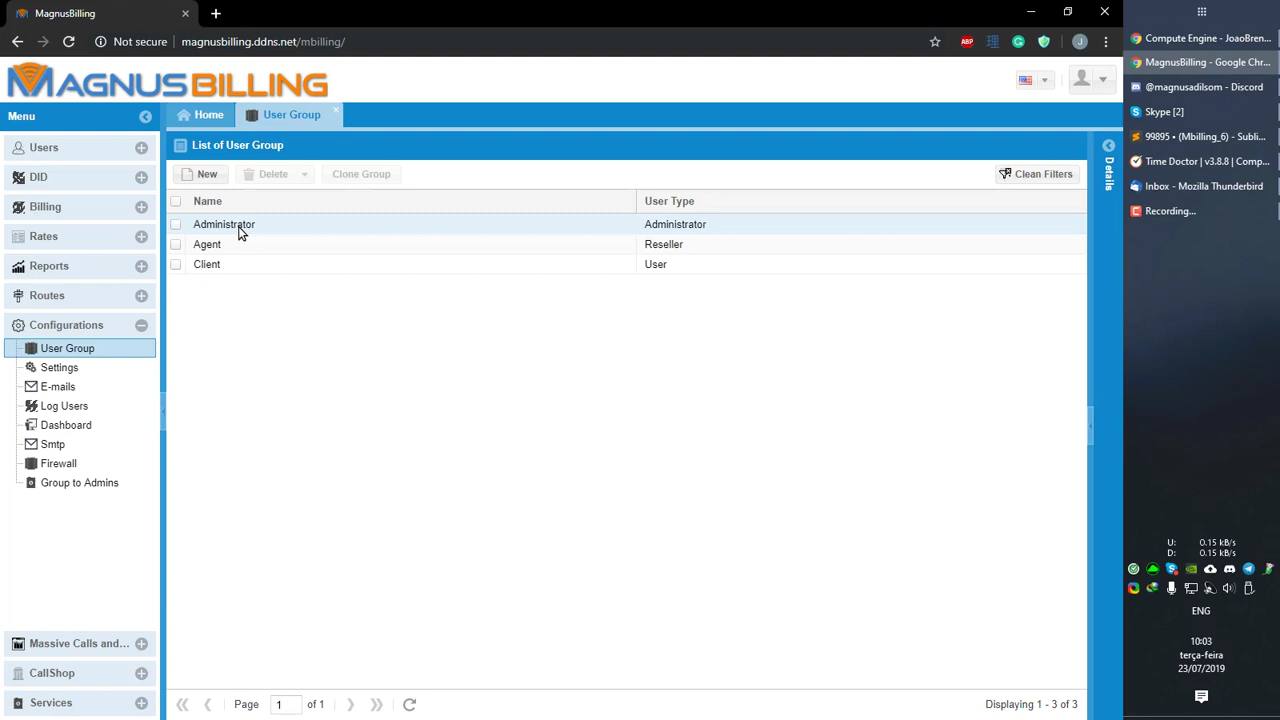 MagnusBilling
Not secure
magnusbilling.ddns.net/mbilling/
ABP
J
MAGNUSBILLING
Menu
Users
DID
Billing
Rates
Reports
Routes
Configurations
User Group
Settings
E-mails
Log Users
Dashboard
Smtp
Firewall
Group to Admins
Massive Calls and...
CallShop
Services
Home
User Group
List of User Group
New
Delete
Clone Group
Clean Filters
Name
User Type
Administrator
Administrator
Agent
Reseller
Client
User
Page
1
of 1
Displaying 1 - 3 of 3
Details
Compute Engine - JoaoBren...
MagnusBilling - Google Chr...
@magnusadilsom - Discord
Skype [2]
99895 • (Mbilling_6) - Subli...
Time Doctor | v3.8.8 | Comp...
Inbox - Mozilla Thunderbird
Recording...
U: 0.15 kB/s
D: 0.15 kB/s
ENG
10:03
terça-feira
23/07/2019